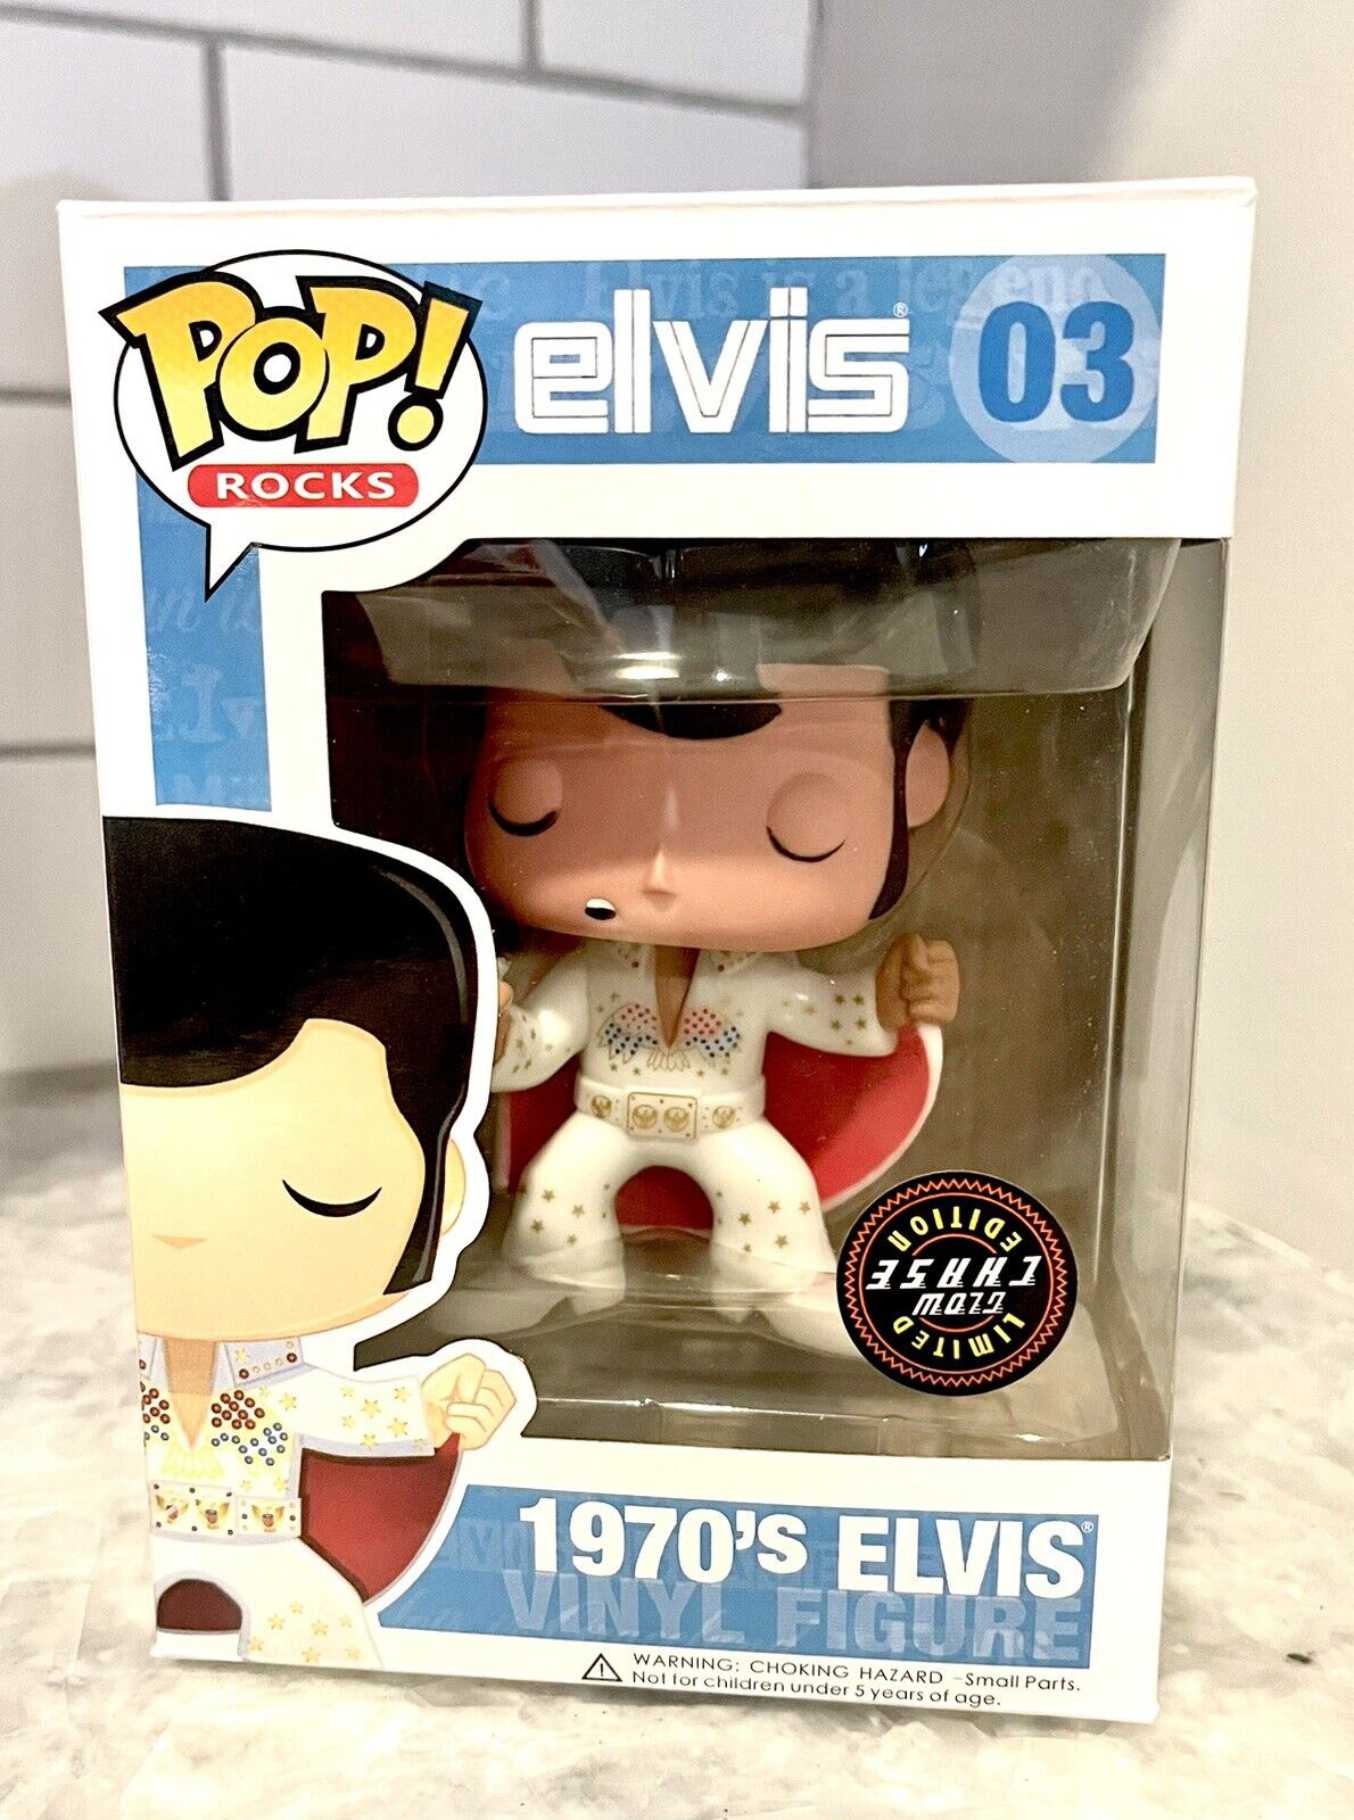 POP!
ROCKS
elvis®
03
Elvis is a legend
LIMITED
GLOW
CHASE
EDITION
1970's ELVIS®
VINYL FIGURE
WARNING: CHOKING HAZARD -Small Parts.
Not for children under 5 years of age.